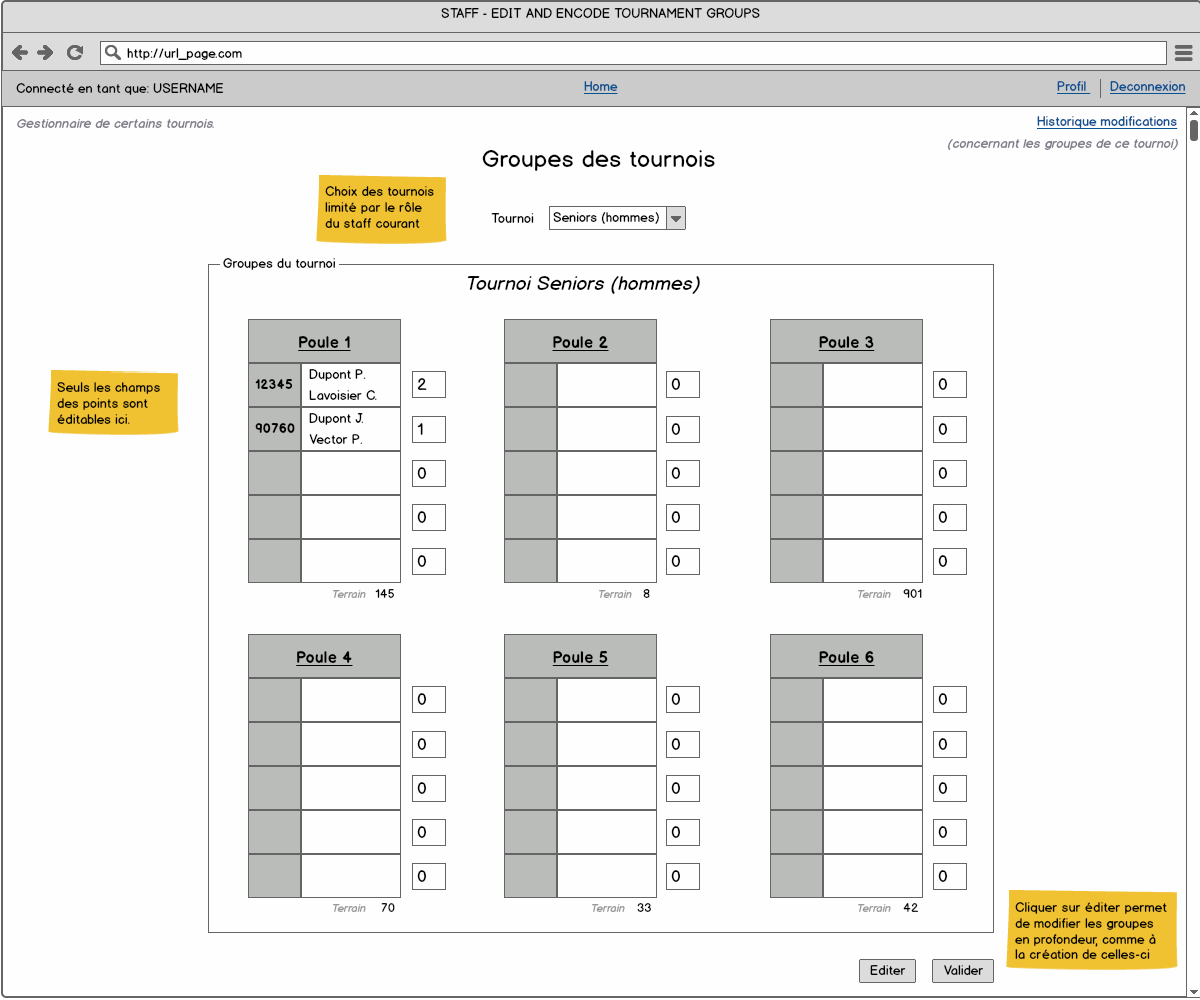 STAFF - EDIT AND ENCODE TOURNAMENT GROUPS
http://url_page.com
Connecté en tant que: USERNAME
Home
Profil
Deconnexion
Gestionnaire de certains tournois.
Historique modifications
(concernant les groupes de ce tournoi)
Groupes des tournois
Choix des tournois
limité par le rôle
du staff courant
Tournoi
Seniors (hommes)
Groupes du tournoi
Tournoi Seniors (hommes)
Seuls les champs
des points sont
éditables ici.
Poule 1
12345
Dupont P.
Lavoisier C.
2
90760
Dupont J.
Vector P.
1
0
0
0
Terrain 145
Poule 2
0
0
0
0
0
Terrain 8
Poule 3
0
0
0
0
0
Terrain 901
Poule 4
0
0
0
0
0
Terrain 70
Poule 5
0
0
0
0
0
Terrain 33
Poule 6
0
0
0
0
0
Terrain 42
Cliquer sur éditer permet
de modifier les groupes
en profondeur, comme à
la création de celles-ci
Editer
Valider